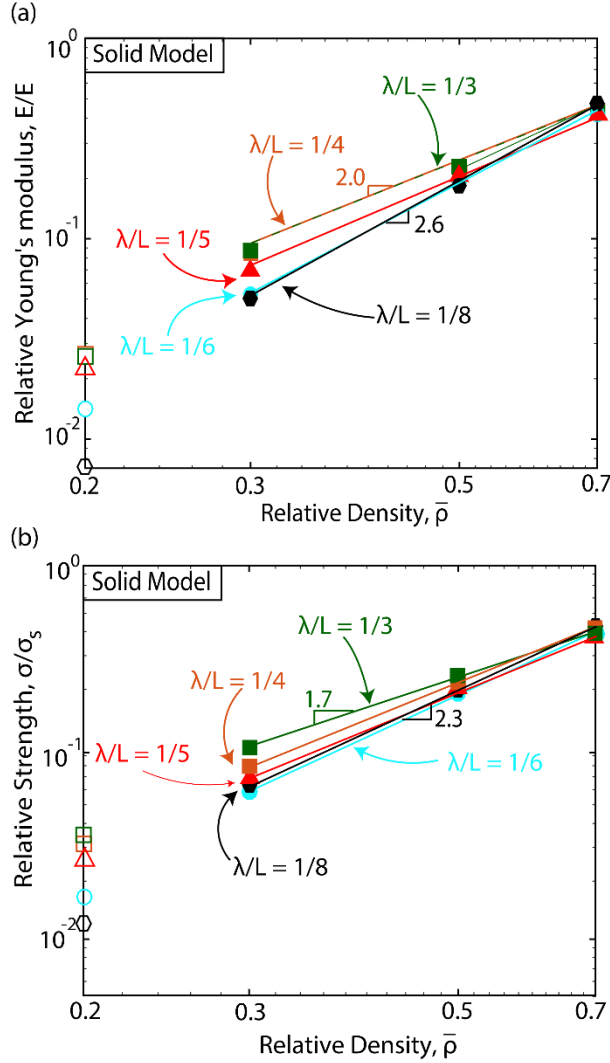 (a)
10⁰
Solid Model
λ/L = 1/3
λ/L = 1/4
2.0
10⁻¹
2.6
λ/L = 1/5
λ/L = 1/8
λ/L = 1/6
10⁻²
Relative Young's modulus, E/E
0.2 0.3 0.5 0.7
Relative Density, ρ̅
(b)
10⁰
Solid Model
λ/L = 1/3
λ/L = 1/4
1.7
2.3
10⁻¹
λ/L = 1/5
λ/L = 1/6
λ/L = 1/8
10⁻²
Relative Strength, σ/σₛ
0.2 0.3 0.5 0.7
Relative Density, ρ̅